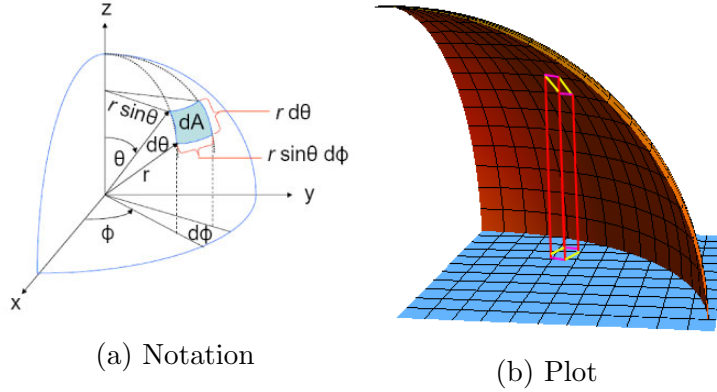 z
r sinθ
dA
r dθ
θ
dθ
r sinθ dϕ
r
y
ϕ
dϕ
x
(a) Notation
(b) Plot